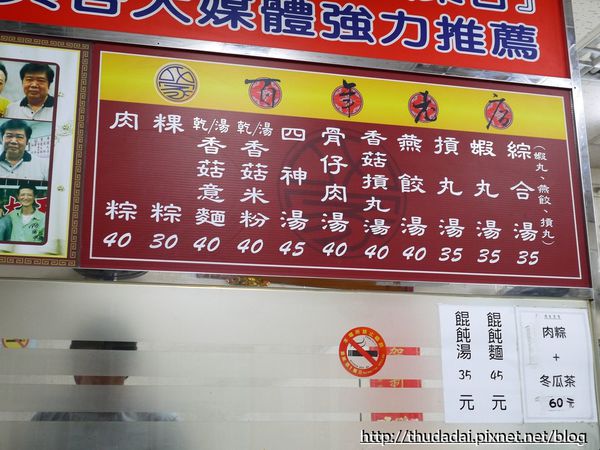 各大媒體強力推薦
百年老店
肉粽 40
粿粽 30
乾/湯 香菇意麵 40
乾/湯 香菇米粉 40
四神湯 45
骨仔肉湯 40
香菇摃丸湯 40
燕餃湯 40
摃丸湯 35
蝦丸湯 35
綜合湯 35
(蝦丸、燕餃、摃丸)
餛飩湯 35元
餛飩麵 45元
肉粽
+
冬瓜茶
60元
http://thudadai.pixnet.net/blog